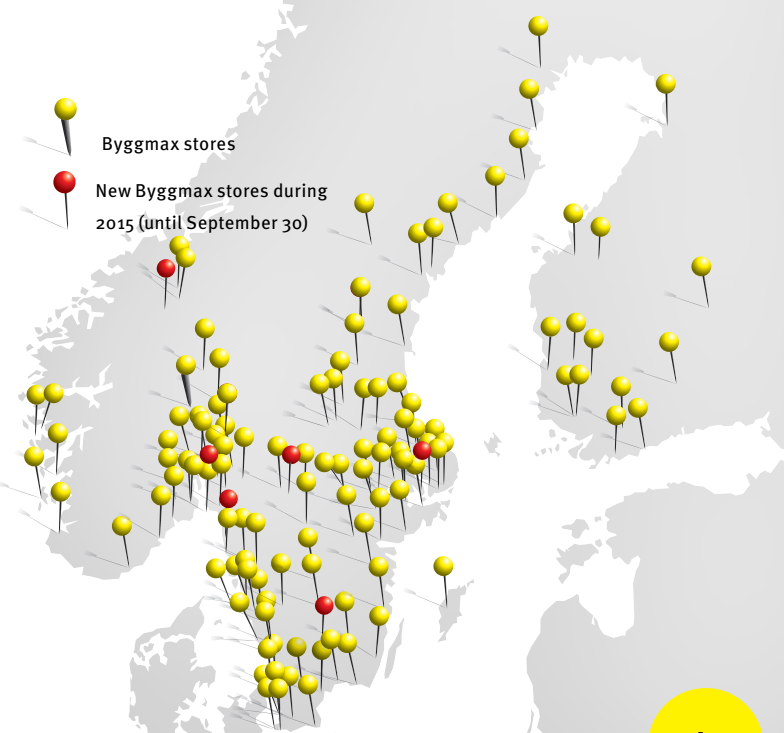 Byggmax stores
New Byggmax stores during
2015 (until September 30)